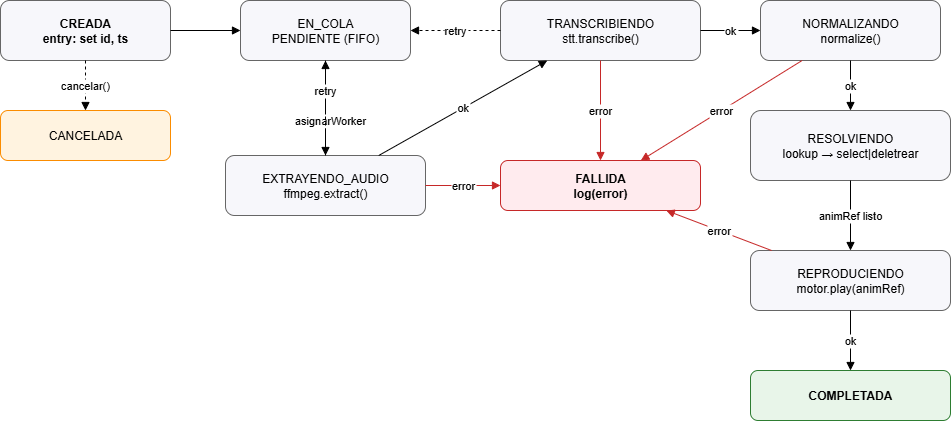 CREADA
entry: set id, ts
EN_COLA
PENDIENTE (FIFO)
retry
TRANSCRIBIENDO
stt.transcribe()
ok
NORMALIZANDO
normalize()
cancelar()
retry
asignarWorker
ok
error
error
ok
CANCELADA
RESOLVIENDO
lookup → select|deletrear
EXTRAYENDO_AUDIO
ffmpeg.extract()
error
FALLIDA
log(error)
animRef listo
error
REPRODUCIENDO
motor.play(animRef)
ok
COMPLETADA